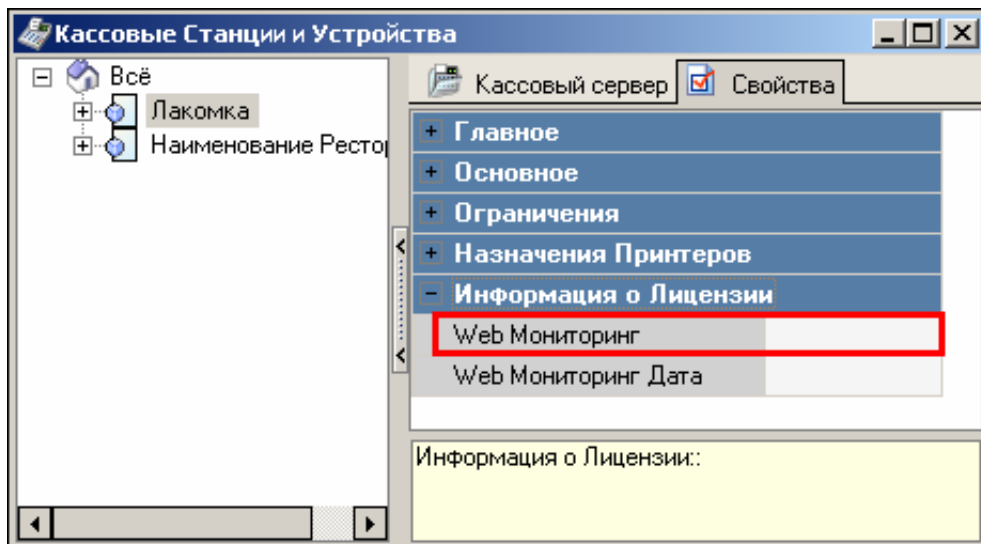 Кассовые Станции и Устройства
Всё
Лакомка
Наименование Ресто
Кассовый сервер
Свойства
Главное
Основное
Ограничения
Назначения Принтеров
Информация о Лицензии
Web Мониторинг
Web Мониторинг Дата
Информация о Лицензии::